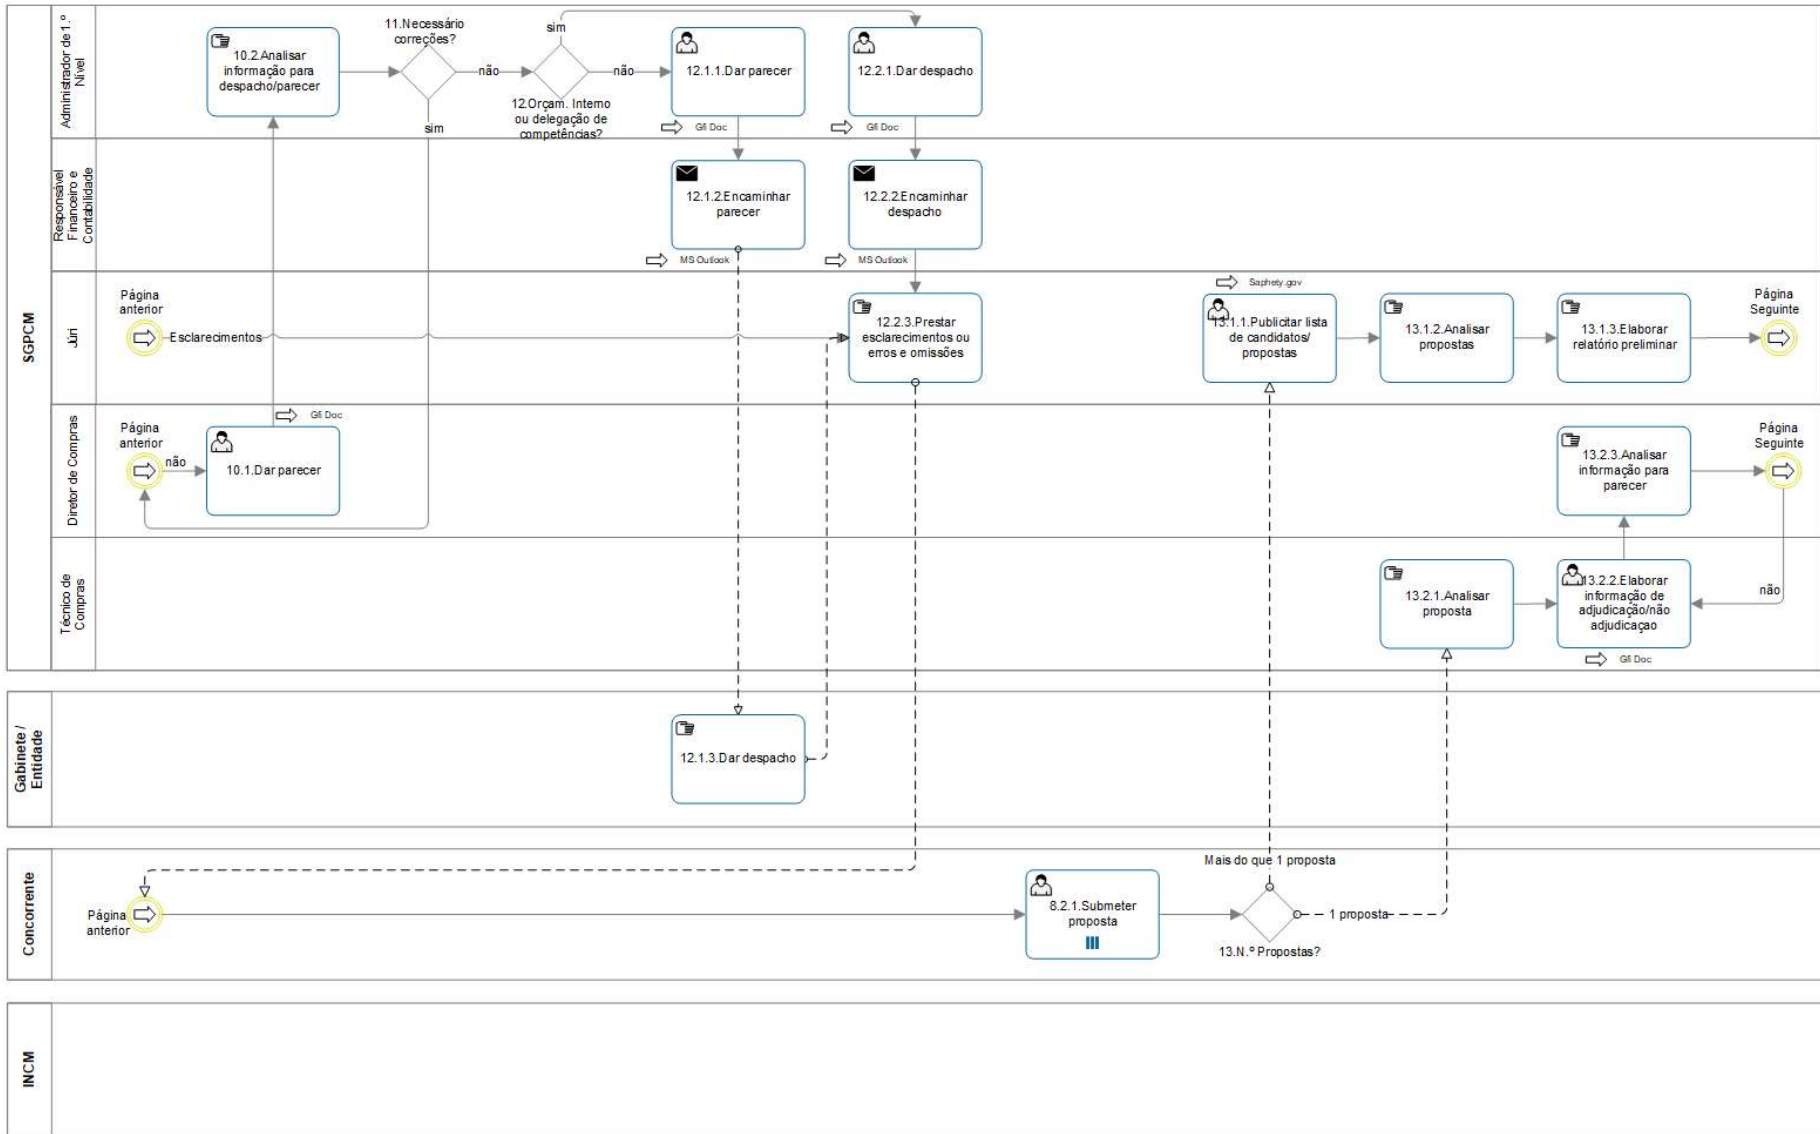 SGPCM
Administrador de 1.º
Nível
10.2.Analisar
informação para
despacho/parecer
11.Necessário
correções?
não
sim
sim
não
12.Orçam. Interno
ou delegação de
competências?
12.1.1.Dar parecer
Gfi Doc
12.2.1.Dar despacho
Gfi Doc
Responsável
Financeiro e
Contabilidade
12.1.2.Encaminhar
parecer
MS Outlook
12.2.2.Encaminhar
despacho
MS Outlook
Júri
Página
anterior
Esclarecimentos
12.2.3.Prestar
esclarecimentos ou
erros e omissões
Saphety.gov
13.1.1.Publicitar lista
de candidatos/
propostas
13.1.2.Analisar
propostas
13.1.3.Elaborar
relatório preliminar
Página
Seguinte
Diretor de Compras
Página
anterior
não
Gfi Doc
10.1.Dar parecer
13.2.3.Analisar
informação para
parecer
Página
Seguinte
Técnico de
Compras
13.2.1.Analisar
proposta
13.2.2.Elaborar
informação de
adjudicação/não
adjudicaçao
Gfi Doc
não
Gabinete /
Entidade
12.1.3.Dar despacho
Concorrente
Página
anterior
8.2.1.Submeter
proposta
Mais do que 1 proposta
1 proposta
13.N.º Propostas?
INCM